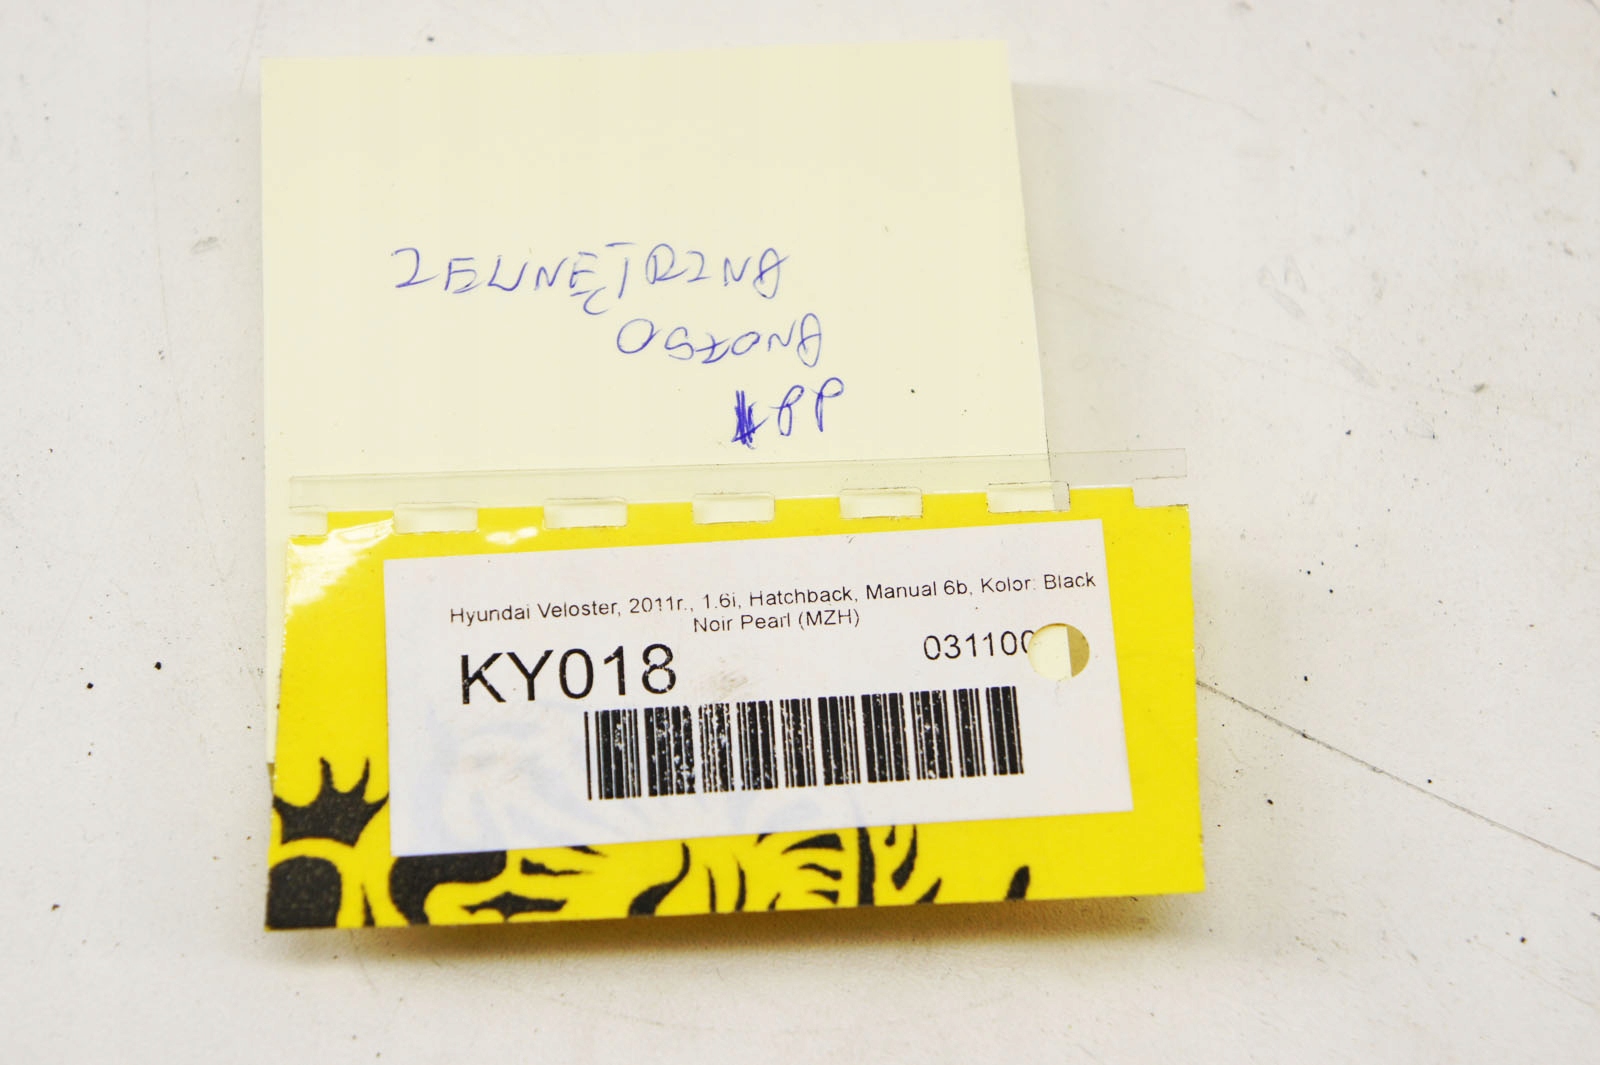 ZEWNĘTRZNA
OSŁONA
PP
Hyundai Veloster, 2011r., 1.6i, Hatchback, Manual 6b, Kolor: Black
Noir Pearl (MZH)
KY018
031100